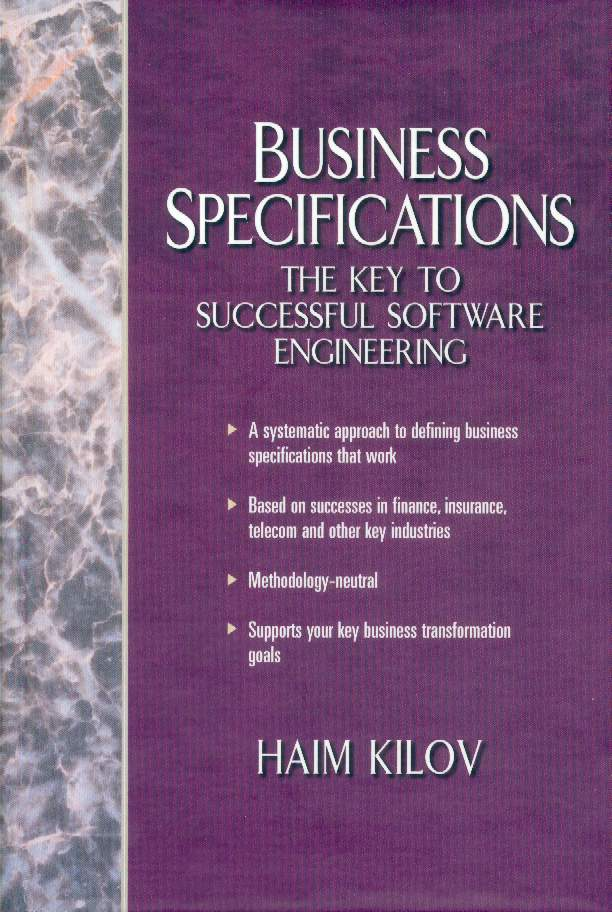 BUSINESS
SPECIFICATIONS
THE KEY TO
SUCCESSFUL SOFTWARE
ENGINEERING
A systematic approach to defining business
specifications that work
Based on successes in finance, insurance,
telecom and other key industries
Methodology-neutral
Supports your key business transformation
goals
HAIM KILOV